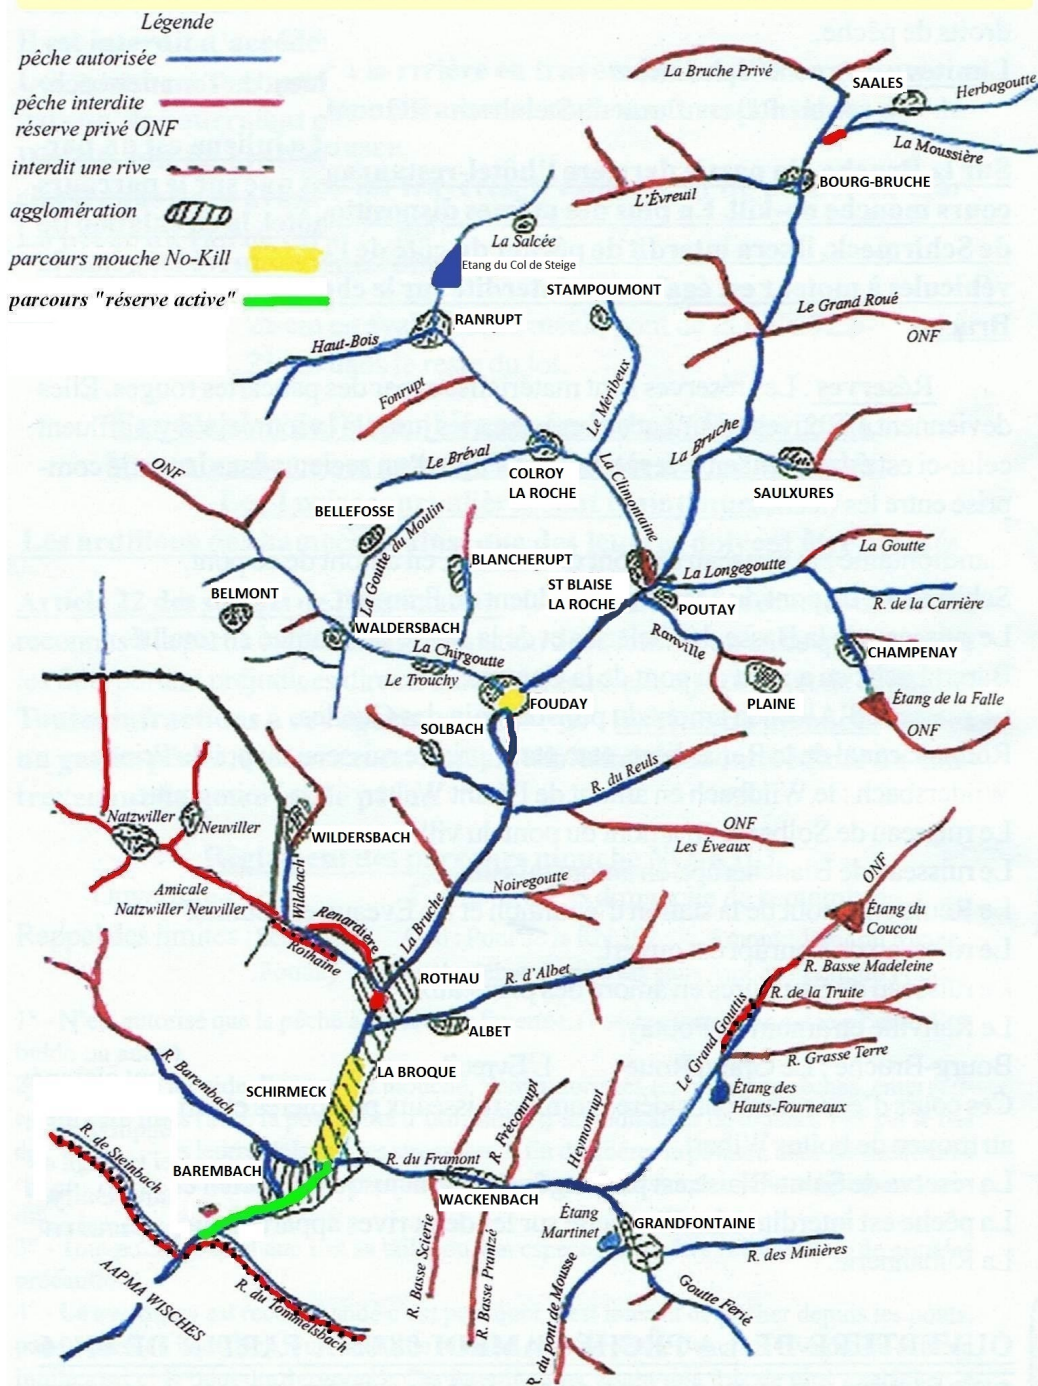 Légende
pêche autorisée
pêche interdite
réserve privé ONF
interdit une rive
agglomération
parcours mouche No-Kill
parcours "réserve active"
La Bruche Privé
SAALES
Herbagoutte
La Moussière
BOURG-BRUCHE
L'Évreuil
La Salcée
Etang du Col de Steige
STAMPOUMONT
RANRUPT
Haut-Bois
Le Grand Roué
ONF
Fonrupt
Le Méribeux
La Bruche
Le Bréval
COLROY
LA ROCHE
La Climontaine
SAULXURES
ONF
BELLEFOSSE
La Goutte du Moulin
BLANCHERUPT
La Goutte
La Longegoutte
ST BLAISE
LA ROCHE
POUTAY
R. de la Carrière
BELMONT
WALDERSBACH
La Chirgoutte
Le Trouchy
Ranville
CHAMPENAY
PLAINE
Étang de la Falle
ONF
FOUDAY
SOLBACH
R. du Reuls
ONF
Les Éveaux
Natzwiller
Neuviller
WILDERSBACH
Amicale
Natzwiller Neuviller
Wildbach
Noiregoutte
ONF
Étang du
Coucou
Renardière
Rolhaine
La Bruche
ROTHAU
R. d'Albet
R. Basse Madeleine
R. de la Truite
ALBET
Le Grand Gouttis
R. Grasse Terre
R. Barembach
SCHIRMECK
LA BROQUE
Étang des
Hauts-Fourneaux
R. de Steinbach
BAREMBACH
R. du Framont
R. Fréconrupt
Hemonrupt
WACKENBACH
Étang
Martinet
GRANDFONTAINE
R. des Minières
R. Basse Scierie
R. Basse Prantzé
R. du pont de Mousse
Goutte Ferié
AAPMA WISCHES
R. du Tommelsbach